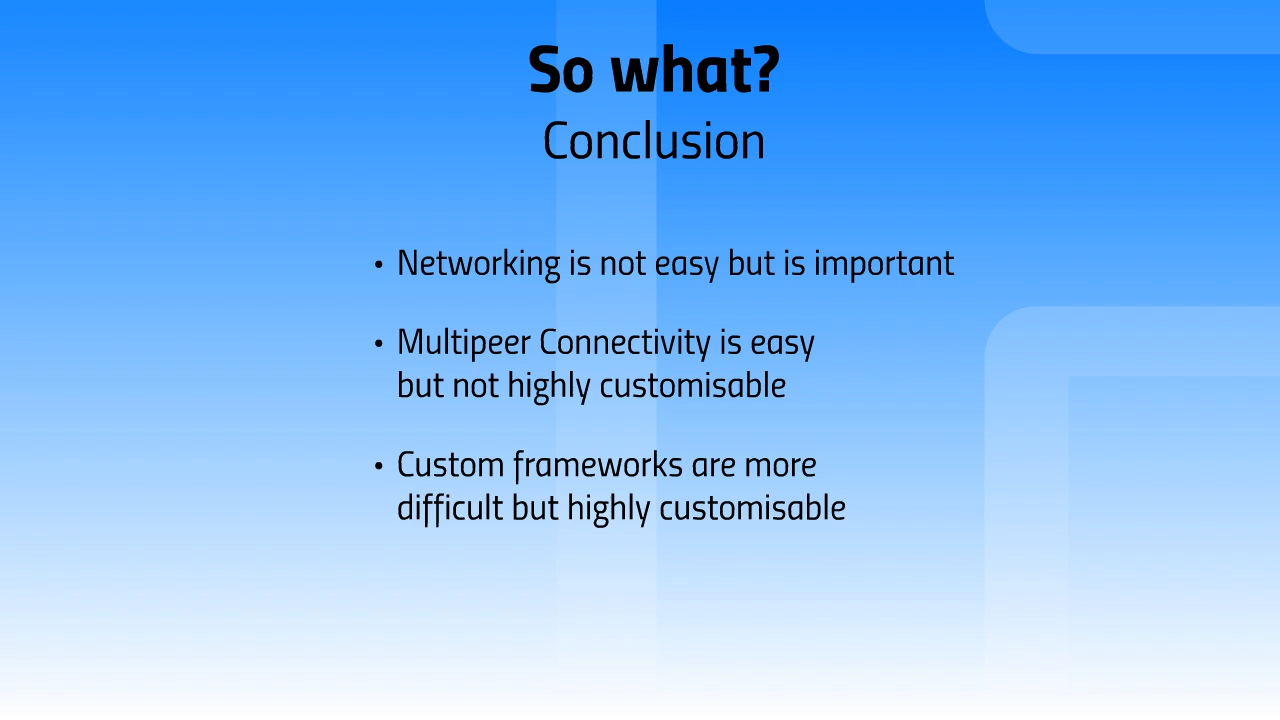 So what?
Conclusion
• Networking is not easy but is important
• Multipeer Connectivity is easy
but not highly customisable
• Custom frameworks are more
difficult but highly customisable